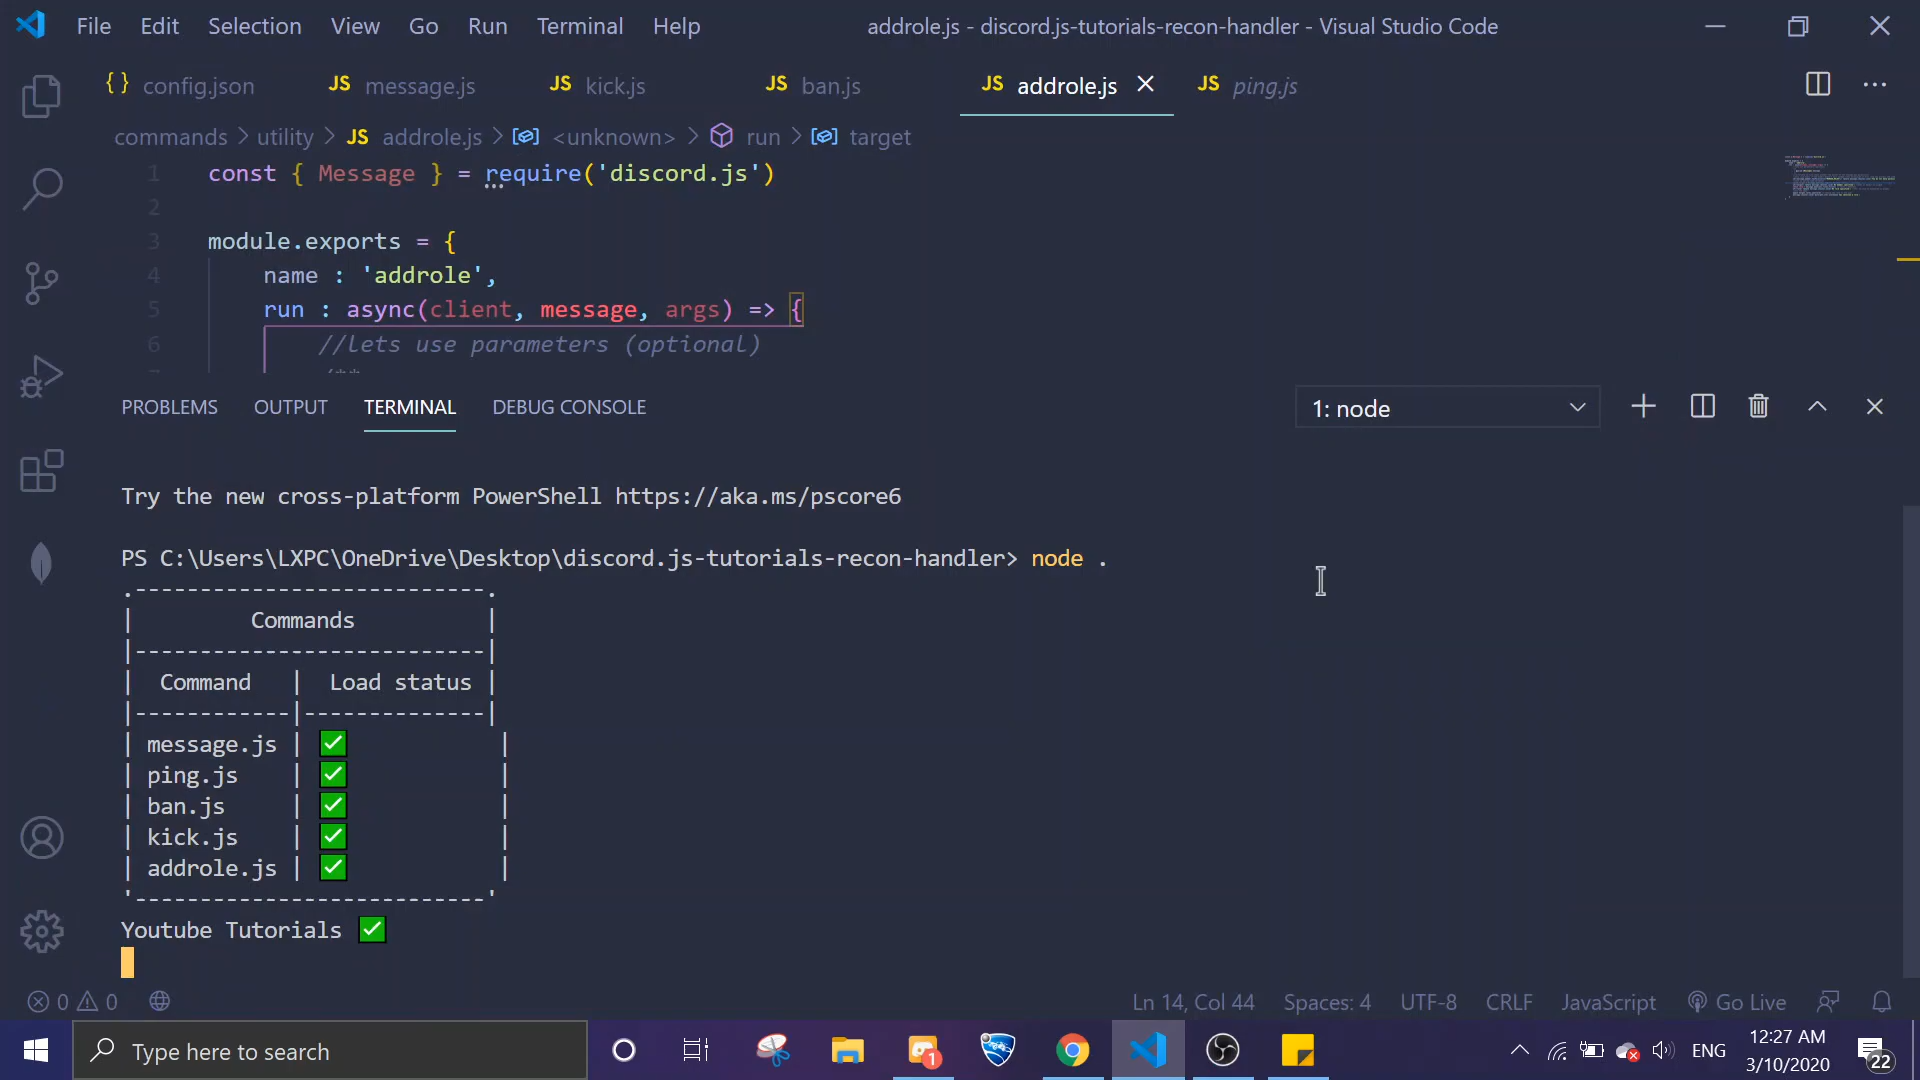 File Edit Selection View Go Run Terminal Help addrole.js - discord.js-tutorials-recon-handler - Visual Studio Code
{} config.json JS message.js JS kick.js JS ban.js JS addrole.js JS ping.js
commands > utility > JS addrole.js > <unknown> > run > target
1 const { Message } = require('discord.js')
2
3 module.exports = {
4 name : 'addrole',
5 run : async(client, message, args) => {
6 //lets use parameters (optional)
7 /**
PROBLEMS OUTPUT TERMINAL DEBUG CONSOLE 1: node
Try the new cross-platform PowerShell https://aka.ms/pscore6
PS C:\Users\LXPC\OneDrive\Desktop\discord.js-tutorials-recon-handler> node .
.---------------------------.
| Commands |
|---------------------------|
| Command | Load status |
|------------|--------------|
| message.js | ✅ |
| ping.js | ✅ |
| ban.js | ✅ |
| kick.js | ✅ |
| addrole.js | ✅ |
'---------------------------'
Youtube Tutorials ✅
0 0 Ln 14, Col 44 Spaces: 4 UTF-8 CRLF JavaScript Go Live
Type here to search 1 ENG 12:27 AM
3/10/2020 22